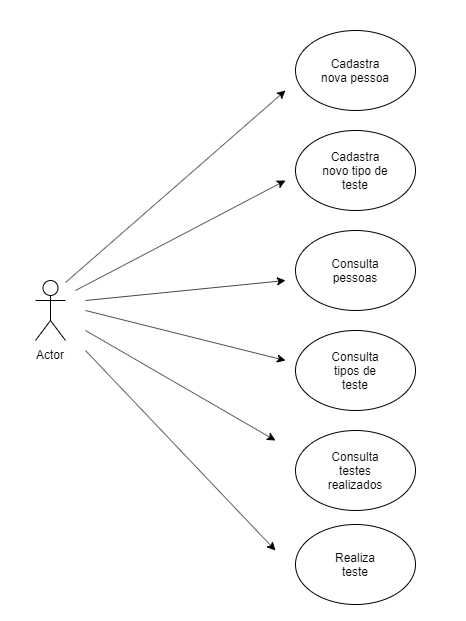 Cadastra
nova pessoa
Cadastra
novo tipo de
teste
Consulta
pessoas
Actor
Consulta
tipos de
teste
Consulta
testes
realizados
Realiza
teste